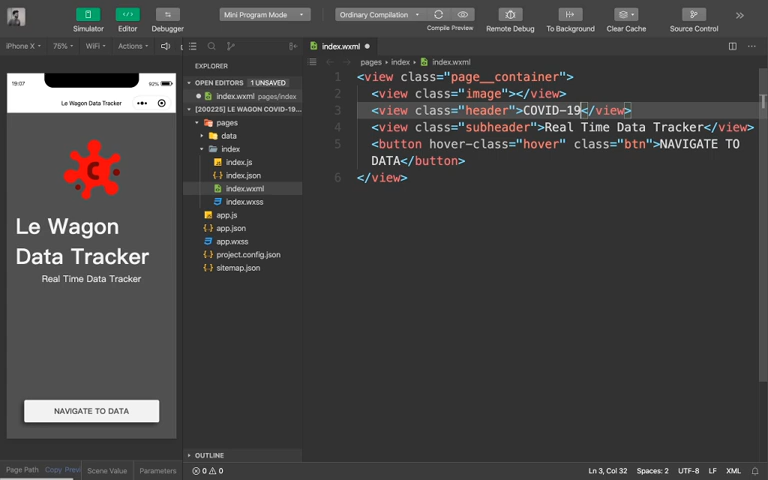 Mini Program Mode
Ordinary Compilation
Simulator
Editor
Debugger
Compile Preview
Remote Debug
To Background
Clear Cache
Source Control
iPhone X
75%
WiFi
Actions
index.wxml
EXPLORER
pages › index › index.wxml
OPEN EDITORS 1 UNSAVED
index.wxml pages/index
[200225] LE WAGON COVID-19...
pages
data
index
index.js
index.json
index.wxml
index.wxss
app.js
app.json
app.wxss
project.config.json
sitemap.json
OUTLINE
19:07
92%
Le Wagon Data Tracker
Le Wagon
Data Tracker
Real Time Data Tracker
NAVIGATE TO DATA
1 <view class="page__container">
2 <view class="image"></view>
3 <view class="header">COVID-19</view>
4 <view class="subheader">Real Time Data Tracker</view>
5 <button hover-class="hover" class="btn">NAVIGATE TO
DATA</button>
6 </view>
Page Path
Copy Previ
Scene Value
Parameters
0 0
Ln 3, Col 32
Spaces: 2
UTF-8
LF
XML